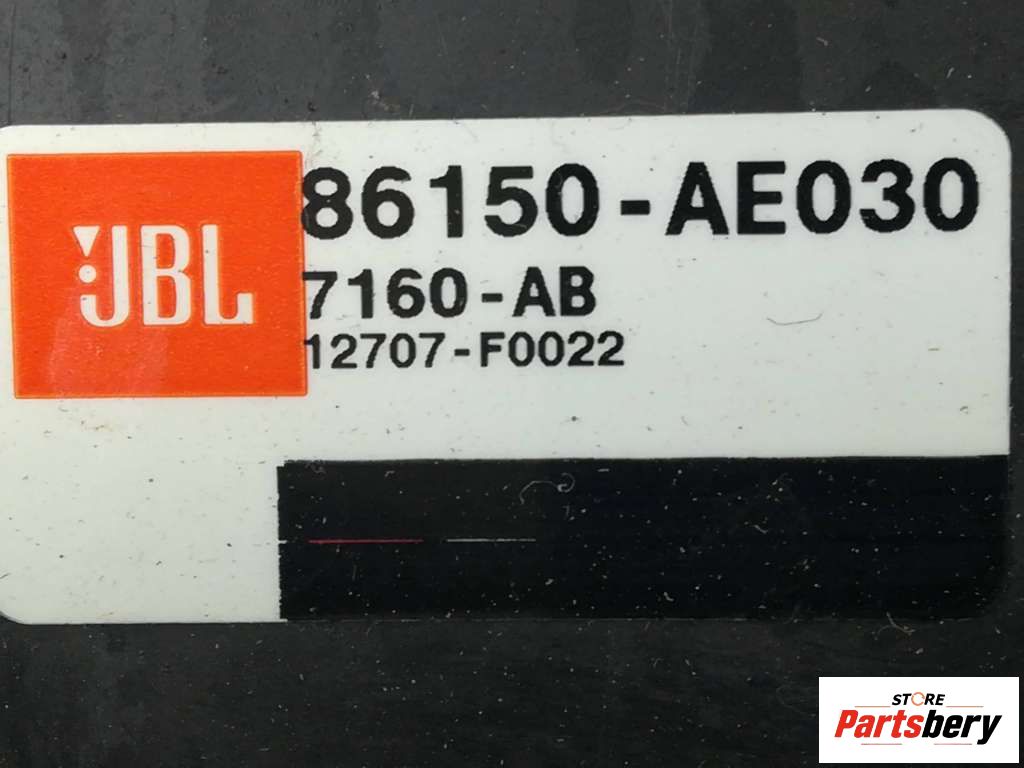 JBL
86150-AE030
7160-AB
12707-F0022
STORE
Partsbery